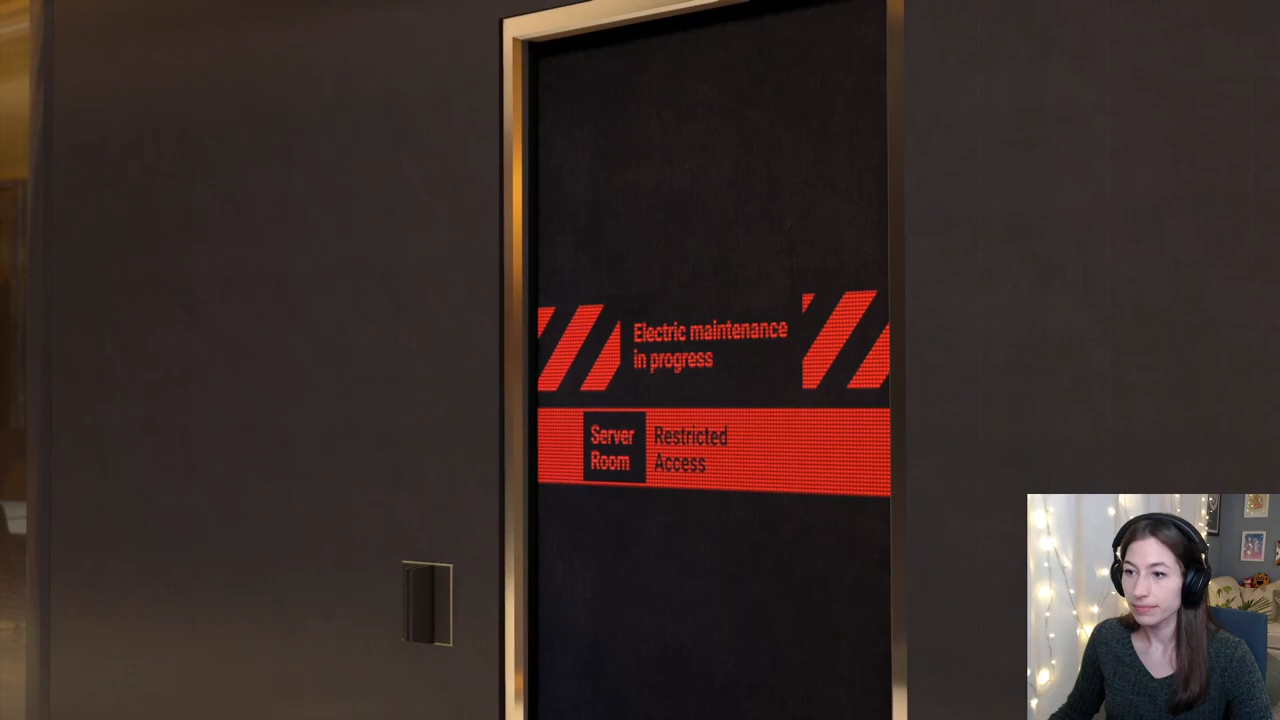 Electric maintenance
in progress
Server
Room
Restricted
Access